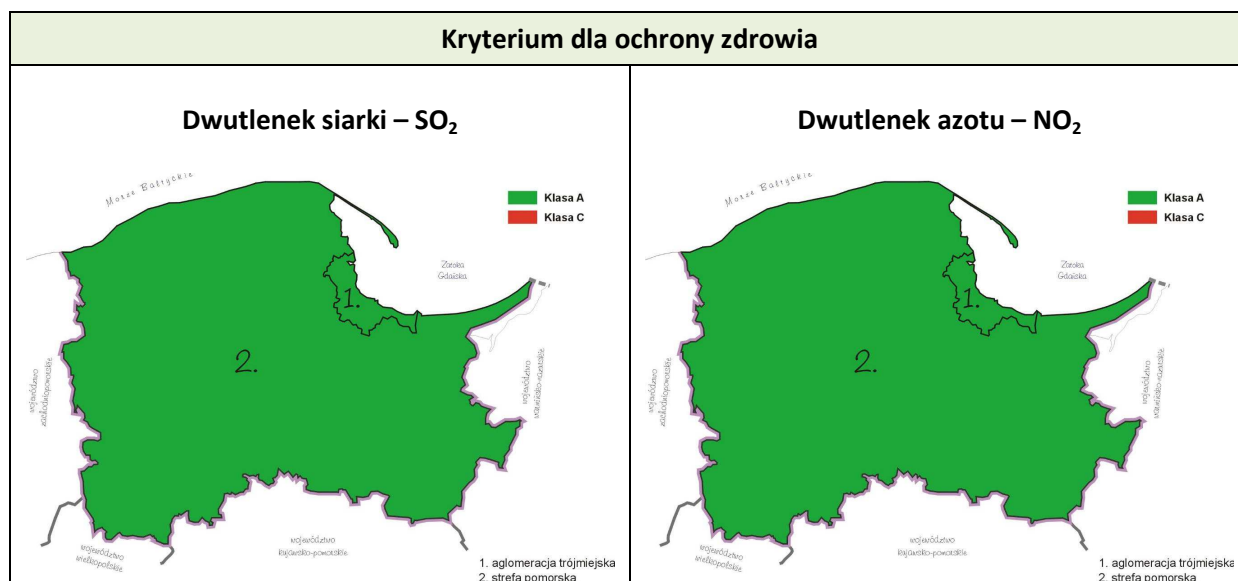 Kryterium dla ochrony zdrowia
Dwutlenek siarki – SO₂
Morze Bałtyckie
Klasa A
Klasa C
Zatoka
Gdańska
1.
2.
województwo
zachodniopomorskie
województwo
warmińsko-mazurskie
województwo
wielkopolskie
województwo
kujawsko-pomorskie
1. aglomeracja trójmiejska
2. strefa pomorska
Dwutlenek azotu – NO₂
Morze Bałtyckie
Klasa A
Klasa C
Zatoka
Gdańska
1.
2.
województwo
zachodniopomorskie
województwo
warmińsko-mazurskie
województwo
wielkopolskie
województwo
kujawsko-pomorskie
1. aglomeracja trójmiejska
2. strefa pomorska